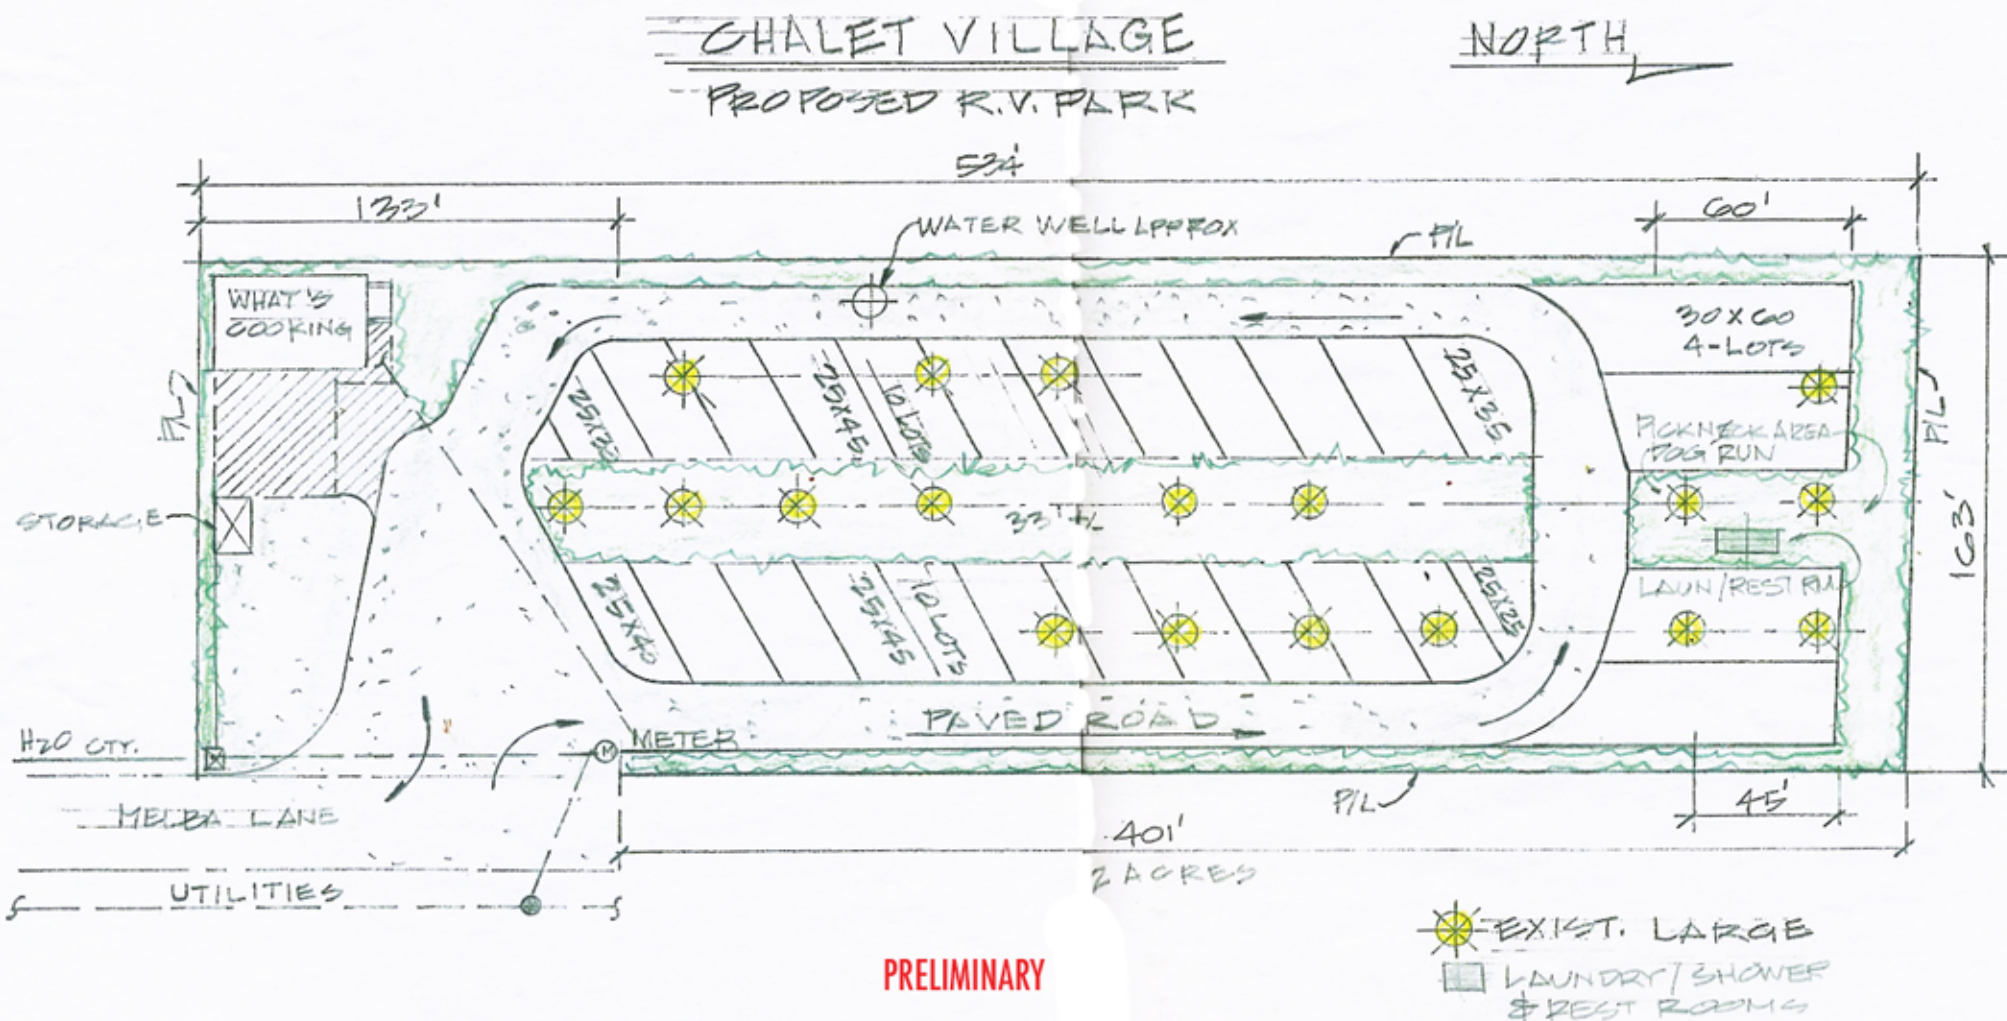 CHALET VILLAGE
PROPOSED R.V. PARK
NORTH
534'
133'
WATER WELL APPROX
P/L
60'
WHAT'S
COOKING
30 X 60
4-LOTS
25X45
10 LOTS
25X35
PICKNECK AREA
DOG RUN
P/L
P/L
STORAGE
33' +/-
163'
25X40
25X45
10 LOTS
25X25
LAUN/REST RM
PAVED ROAD
H2O CTY.
M
METER
MELBA LANE
P/L
45'
401'
2 ACRES
UTILITIES
EXIST. LARGE
LAUNDRY/SHOWER
& REST ROOMS
PRELIMINARY